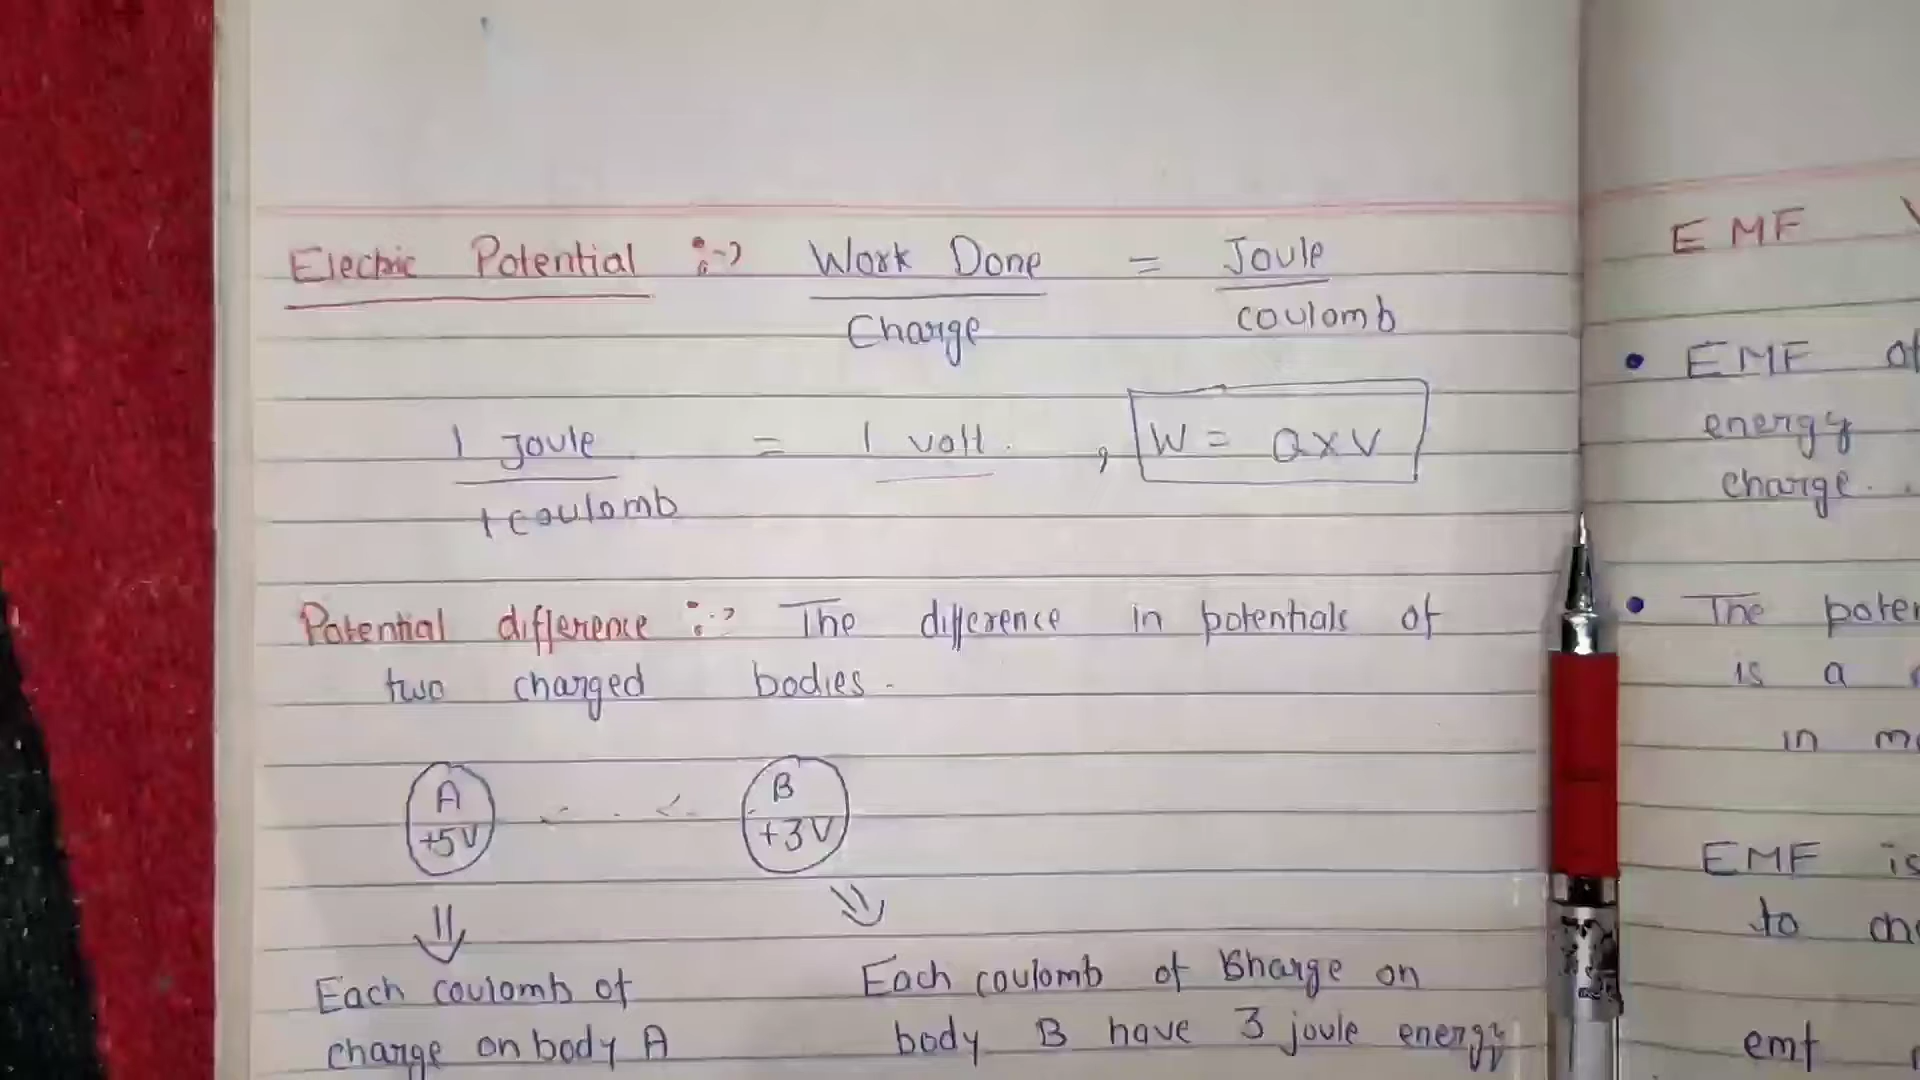 Electric Potential :-> Work Done = Joule
Charge coulomb
1 Joule = 1 volt. , W = Q×V
1 coulomb
Potential difference :-> The difference in potentials of
two charged bodies.
A B
+5V +3V
Each coulomb of
charge on body A
Each coulomb of charge on
body B have 3 joule energy
EMF
• EMF of
energy
charge.
• The
is a
in
EMF is
to
emf